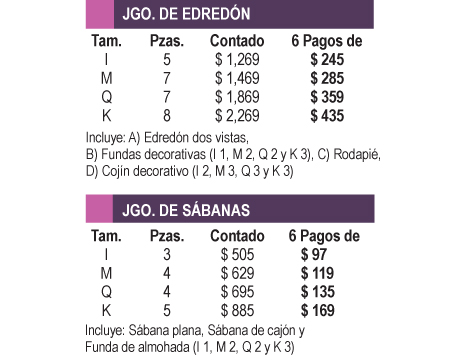 JGO. DE EDREDÓN
Tam. Pzas. Contado 6 Pagos de
I 5 $ 1,269 $ 245
M 7 $ 1,469 $ 285
Q 7 $ 1,869 $ 359
K 8 $ 2,269 $ 435
Incluye: A) Edredón dos vistas,
B) Fundas decorativas (I 1, M 2, Q 2 y K 3), C) Rodapié,
D) Cojín decorativo (I 2, M 3, Q 3 y K 3)
JGO. DE SÁBANAS
Tam. Pzas. Contado 6 Pagos de
I 3 $ 505 $ 97
M 4 $ 629 $ 119
Q 4 $ 695 $ 135
K 5 $ 885 $ 169
Incluye: Sábana plana, Sábana de cajón y
Funda de almohada (I 1, M 2, Q 2 y K 3)